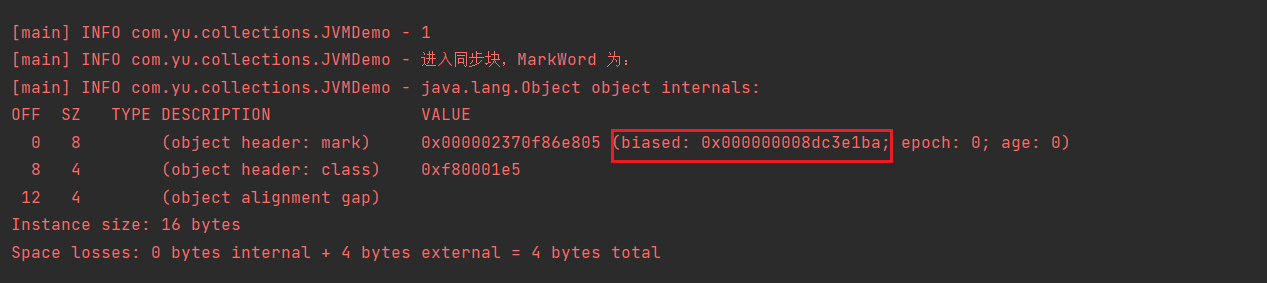 [main] INFO com.yu.collections.JVMDemo - 1
[main] INFO com.yu.collections.JVMDemo - 进入同步块，MarkWord 为：
[main] INFO com.yu.collections.JVMDemo - java.lang.Object object internals:
OFF  SZ   TYPE DESCRIPTION               VALUE
  0   8        (object header: mark)     0x000002370f86e805 (biased: 0x000000008dc3e1ba; epoch: 0; age: 0)
  8   4        (object header: class)    0xf80001e5
 12   4        (object alignment gap)
Instance size: 16 bytes
Space losses: 0 bytes internal + 4 bytes external = 4 bytes total